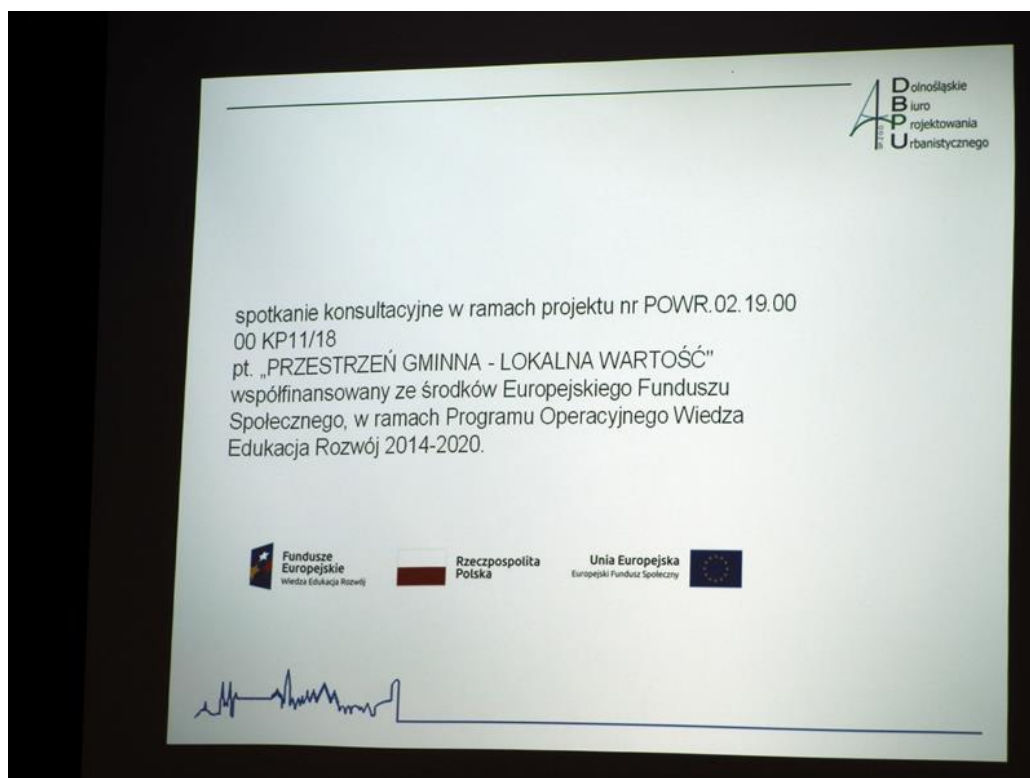 Dolnośląskie
Biuro
Projektowania
Urbanistycznego
spotkanie konsultacyjne w ramach projektu nr POWR.02.19.00
00 KP11/18
pt. „PRZESTRZEŃ GMINNA - LOKALNA WARTOŚĆ"
współfinansowany ze środków Europejskiego Funduszu
Społecznego, w ramach Programu Operacyjnego Wiedza
Edukacja Rozwój 2014-2020.
Fundusze
Europejskie
Wiedza Edukacja Rozwój
Rzeczpospolita
Polska
Unia Europejska
Europejski Fundusz Społeczny